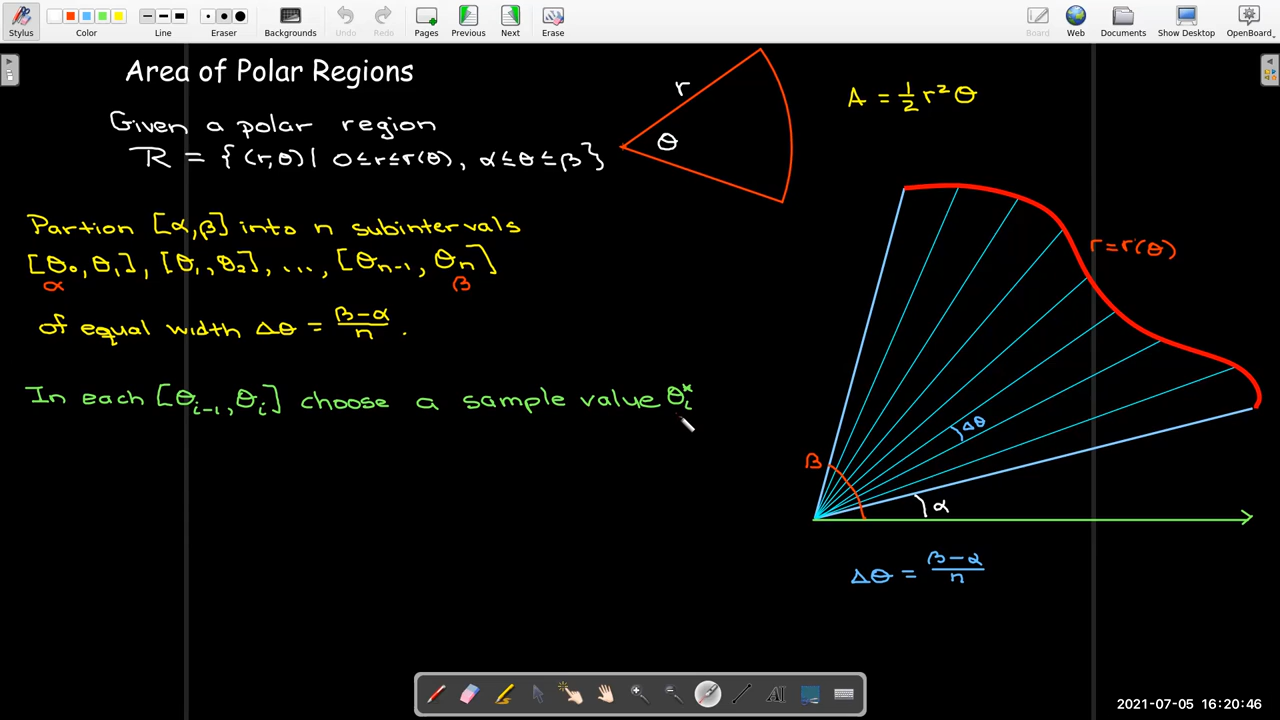 Stylus
Color
Line
Eraser
Backgrounds
Undo
Redo
Pages
Previous
Next
Erase
Board
Web
Documents
Show Desktop
OpenBoard
Area of Polar Regions
Given a polar region
R = { (r,θ) | 0≤r≤r(θ), α≤θ≤β }
r
θ
A = ½ r² θ
Partion [α,β] into n subintervals
[θ₀,θ₁], [θ₁,θ₂], ..., [θₙ₋₁, θₙ]
α
β
of equal width Δθ = (β-α)/n .
In each [θᵢ₋₁,θᵢ] choose a sample value θᵢ*
r=r(θ)
Δθ
β
α
Δθ = (β-α)/n
AI
2021-07-05 16:20:46